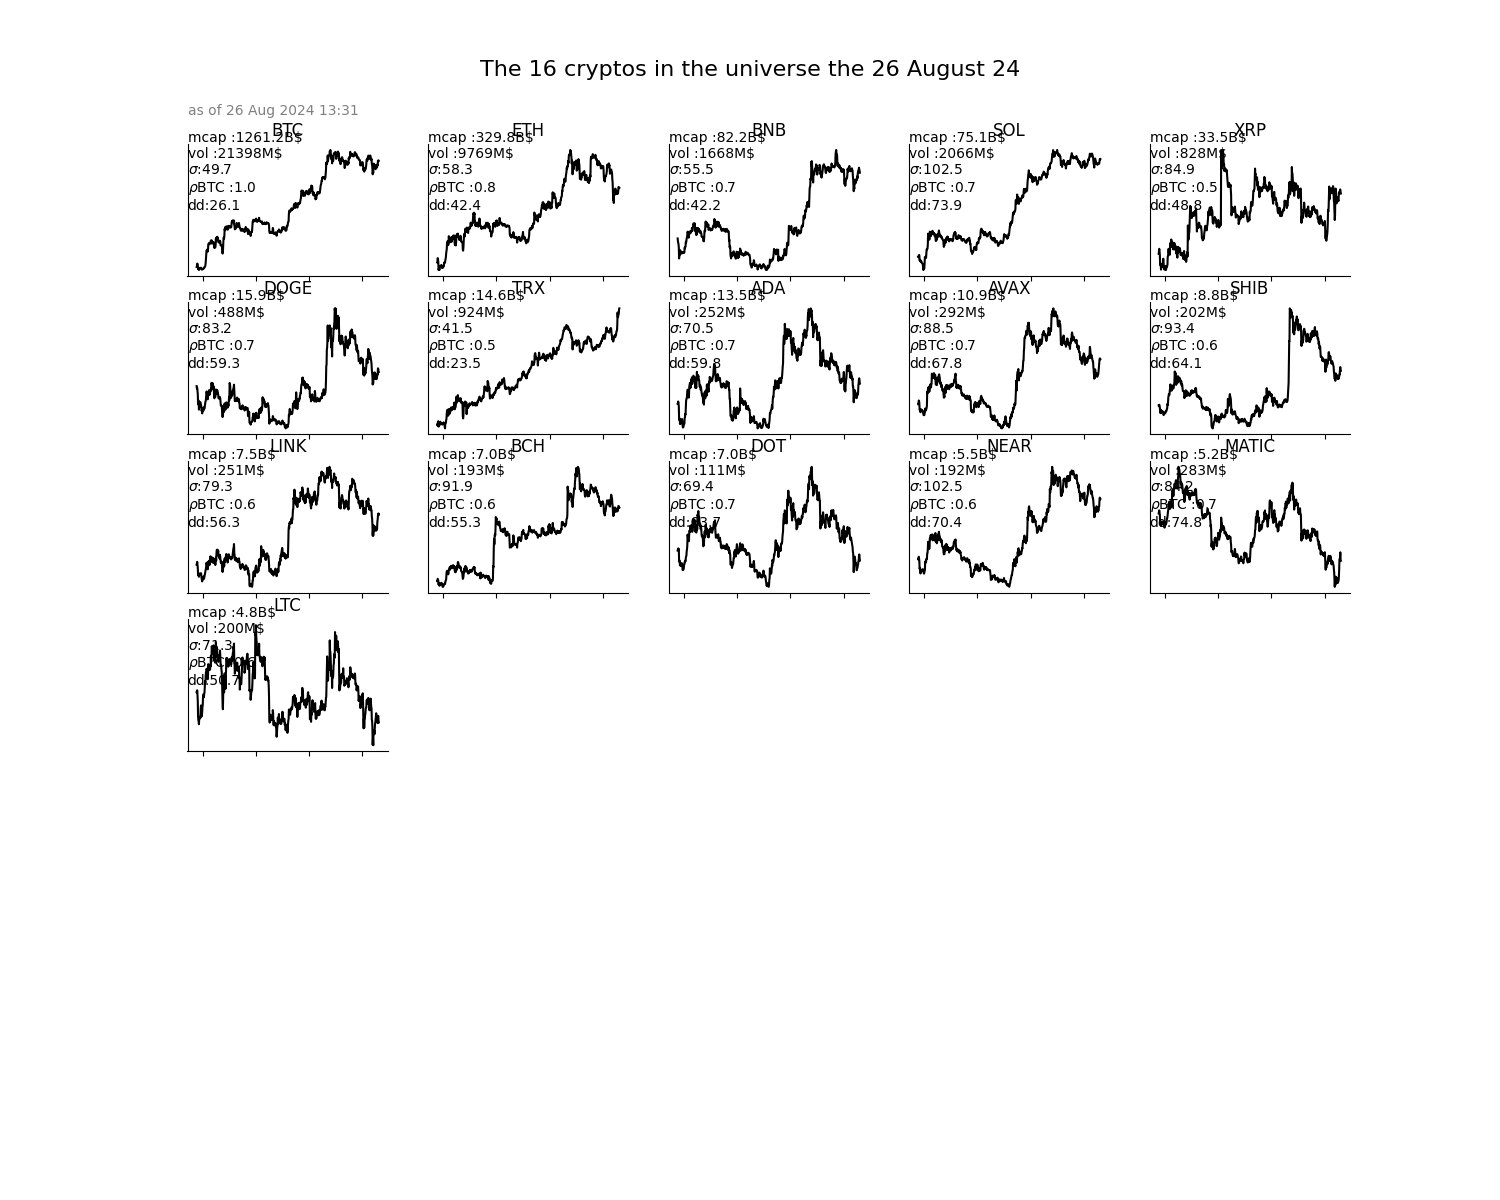 The 16 cryptos in the universe the 26 August 24
as of 26 Aug 2024 13:31
BTC
mcap :1261.2B$
vol :21398M$
σ:49.7
ρBTC :1.0
dd:26.1
ETH
mcap :329.8B$
vol :9769M$
σ:58.3
ρBTC :0.8
dd:42.4
BNB
mcap :82.2B$
vol :1668M$
σ:55.5
ρBTC :0.7
dd:42.2
SOL
mcap :75.1B$
vol :2066M$
σ:102.5
ρBTC :0.7
dd:73.9
XRP
mcap :33.5B$
vol :828M$
σ:84.9
ρBTC :0.5
dd:48.8
DOGE
mcap :15.9B$
vol :488M$
σ:83.2
ρBTC :0.7
dd:59.3
TRX
mcap :14.6B$
vol :924M$
σ:41.5
ρBTC :0.5
dd:23.5
ADA
mcap :13.5B$
vol :252M$
σ:70.5
ρBTC :0.7
dd:59.8
AVAX
mcap :10.9B$
vol :292M$
σ:88.5
ρBTC :0.7
dd:67.8
SHIB
mcap :8.8B$
vol :202M$
σ:93.4
ρBTC :0.6
dd:64.1
LINK
mcap :7.5B$
vol :251M$
σ:79.3
ρBTC :0.6
dd:56.3
BCH
mcap :7.0B$
vol :193M$
σ:91.9
ρBTC :0.6
dd:55.3
DOT
mcap :7.0B$
vol :111M$
σ:69.4
ρBTC :0.7
NEAR
mcap :5.5B$
vol :192M$
σ:102.5
ρBTC :0.6
dd:70.4
MATIC
mcap :5.2B$
vol :283M$
ρBTC :0.7
dd:74.8
LTC
mcap :4.8B$
vol :200M$
dd:50.7